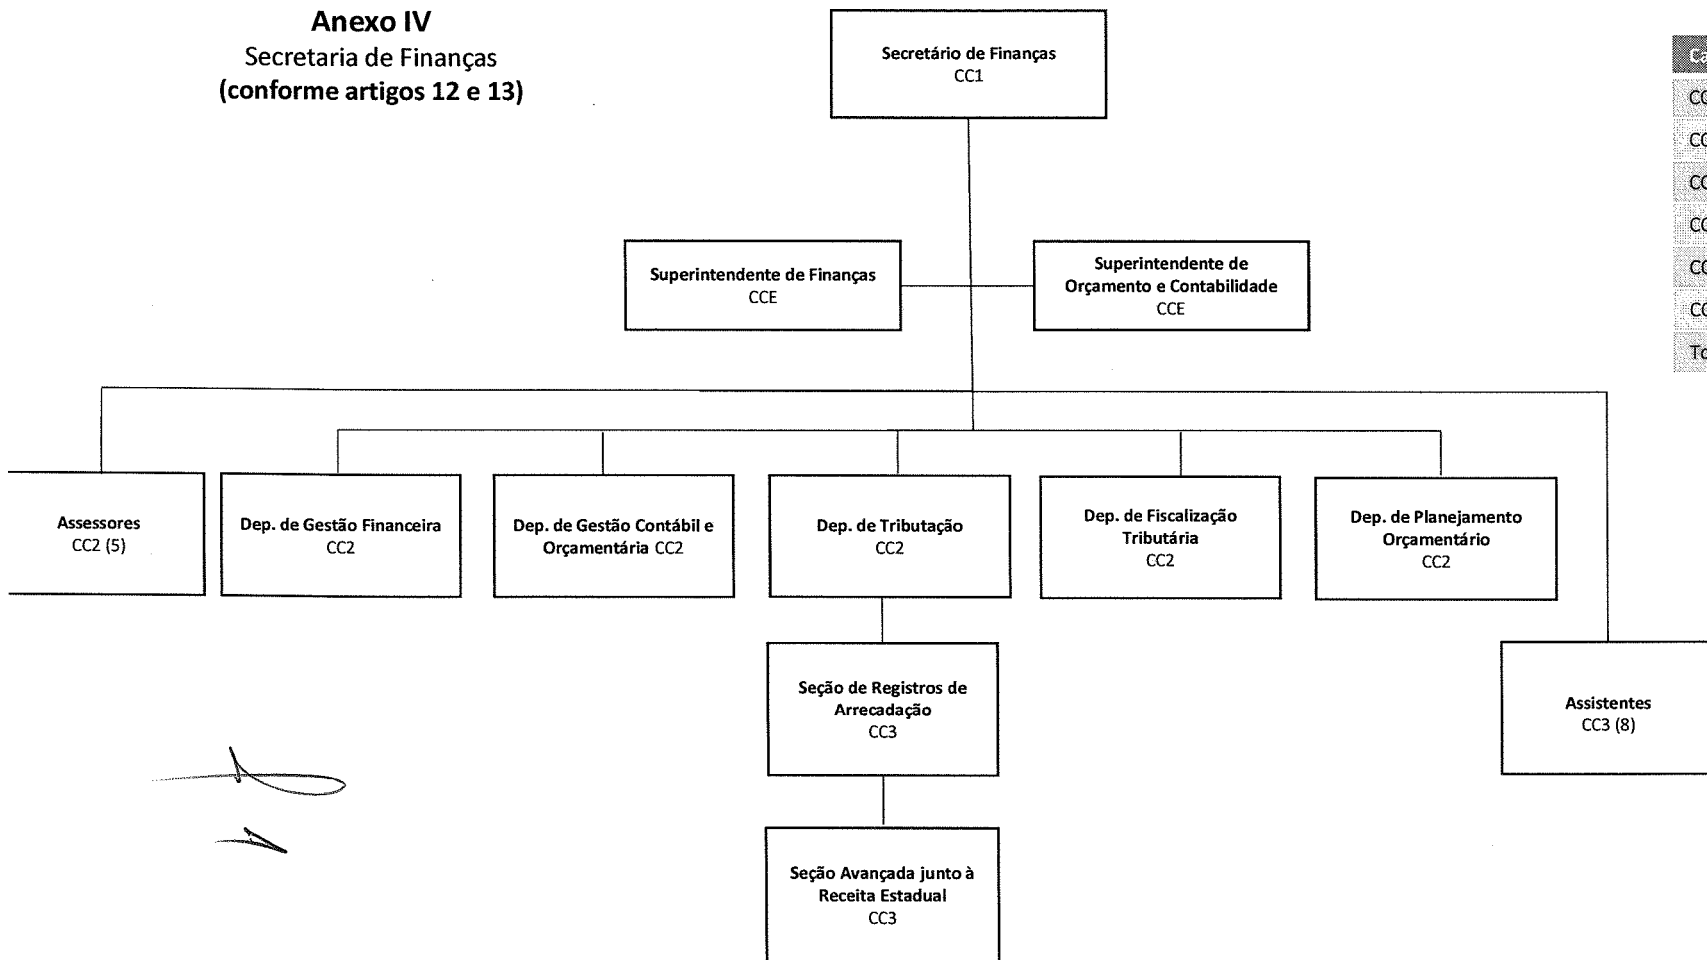 Anexo IV
Secretaria de Finanças
(conforme artigos 12 e 13)
Secretário de Finanças
CC1
Superintendente de Finanças
CCE
Superintendente de
Orçamento e Contabilidade
CCE
Assessores
CC2 (5)
Dep. de Gestão Financeira
CC2
Dep. de Gestão Contábil e
Orçamentária CC2
Dep. de Tributação
CC2
Dep. de Fiscalização
Tributária
CC2
Dep. de Planejamento
Orçamentário
CC2
Seção de Registros de
Arrecadação
CC3
Assistentes
CC3 (8)
Seção Avançada junto à
Receita Estadual
CC3